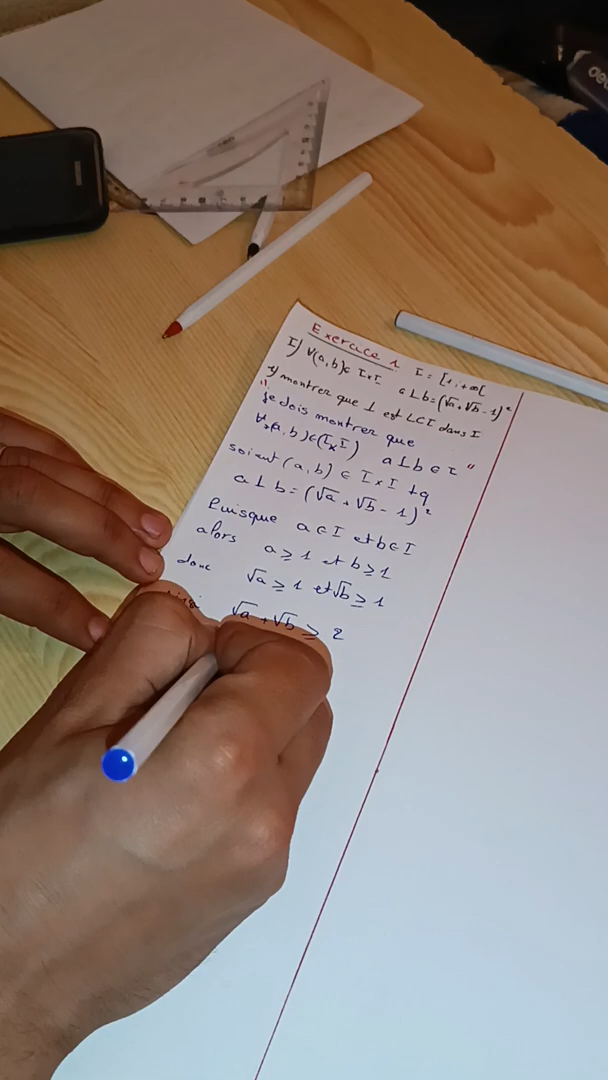 Exercice 1 I = [1; +∞[
I) ∀(a,b)∈ I×I a⊥b=(√a+√b-1)²
1) montrer que ⊥ est LCI dans I
" je dois montrer que
∀(a,b)∈(I×I) a⊥b ∈ I "
soient (a,b) ∈ I×I tq
a⊥b=(√a+√b-1)²
Puisque a∈I et b∈I
alors a≥1 et b≥1
donc √a≥1 et √b≥1
√a+√b ≥ 2